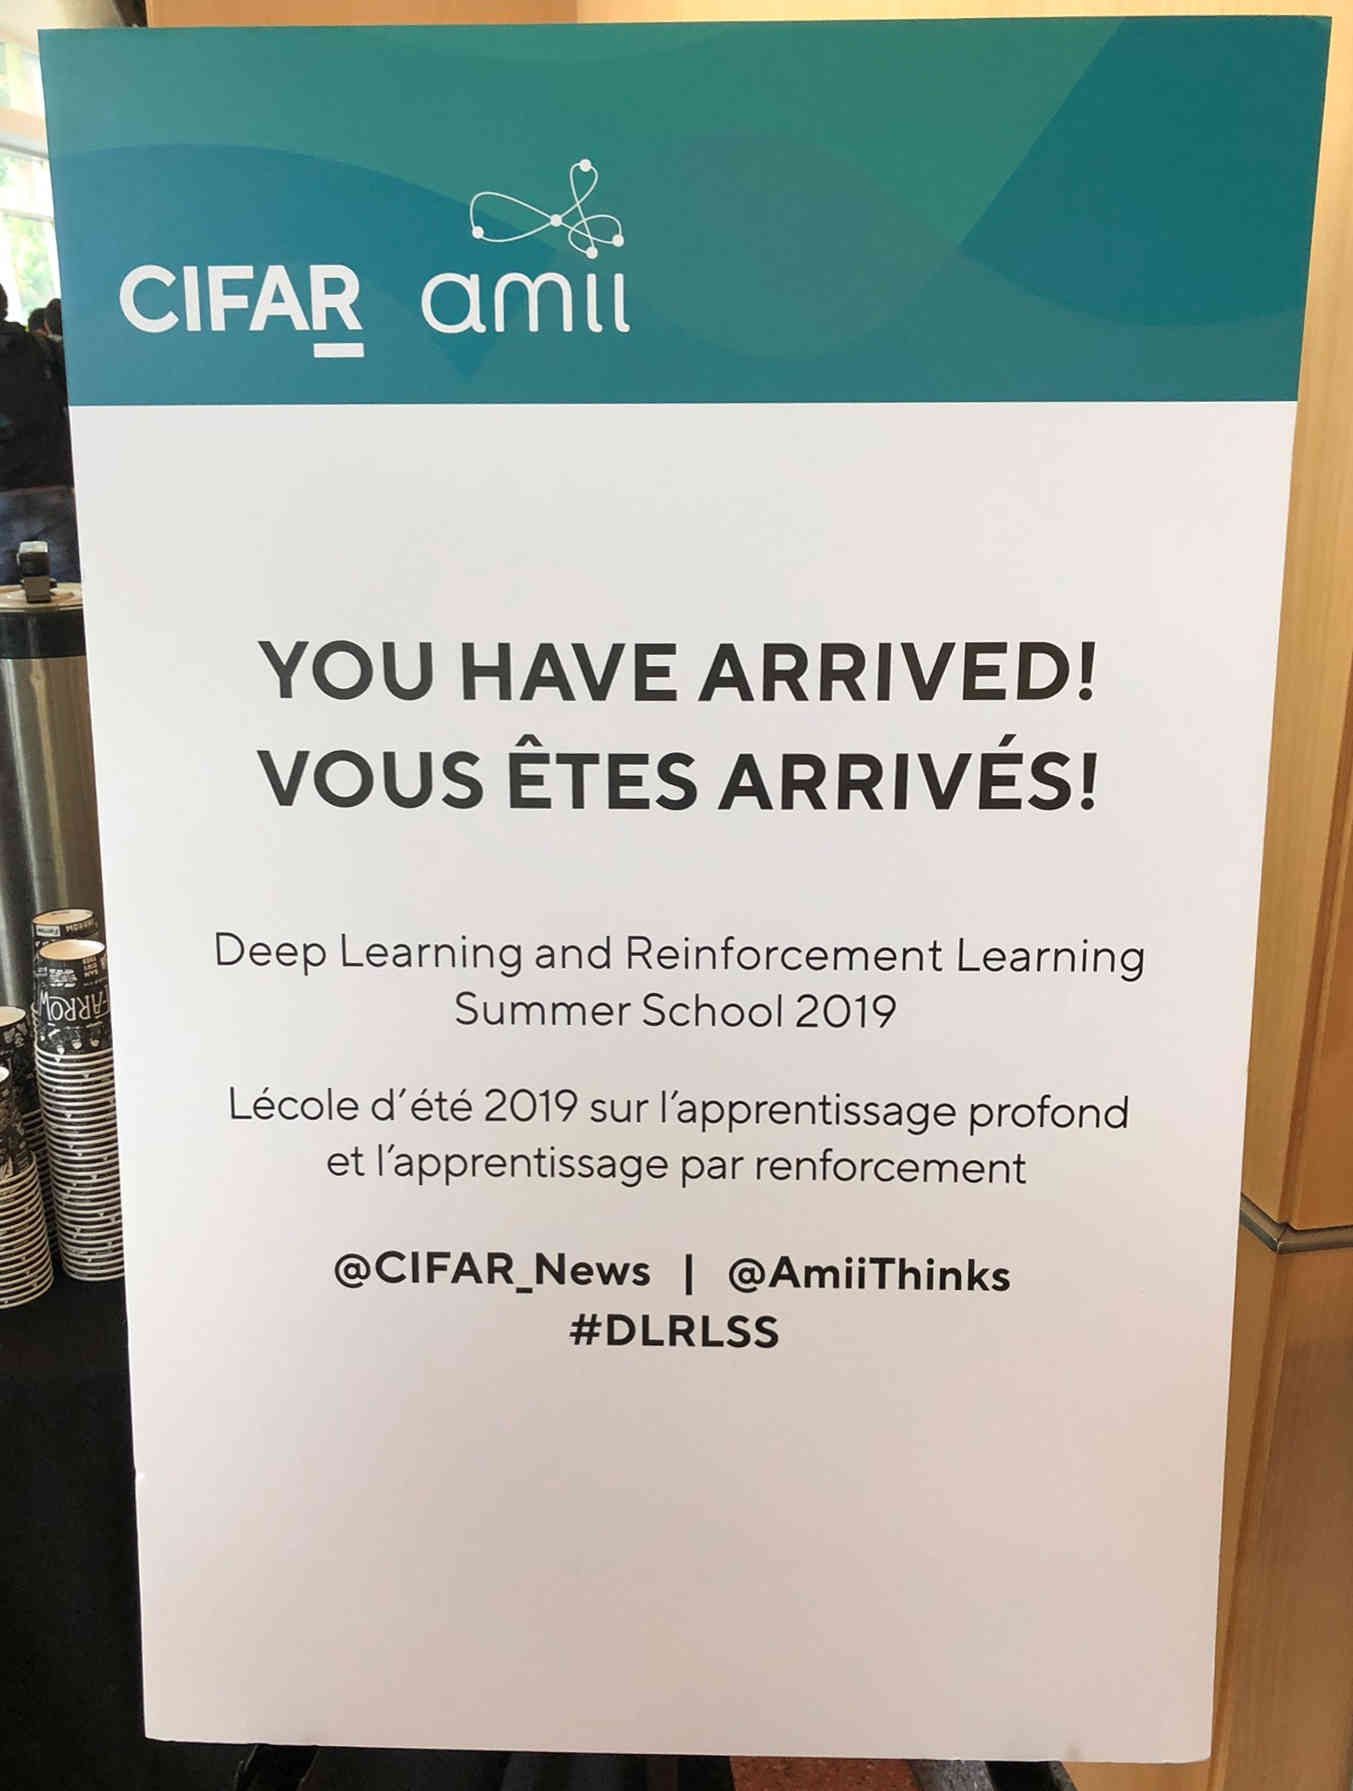 CIFAR amii
YOU HAVE ARRIVED!
VOUS ÊTES ARRIVÉS!
Deep Learning and Reinforcement Learning
Summer School 2019
Lécole d'été 2019 sur l'apprentissage profond
et l'apprentissage par renforcement
@CIFAR_News | @AmiiThinks
#DLRLSS
FARROW